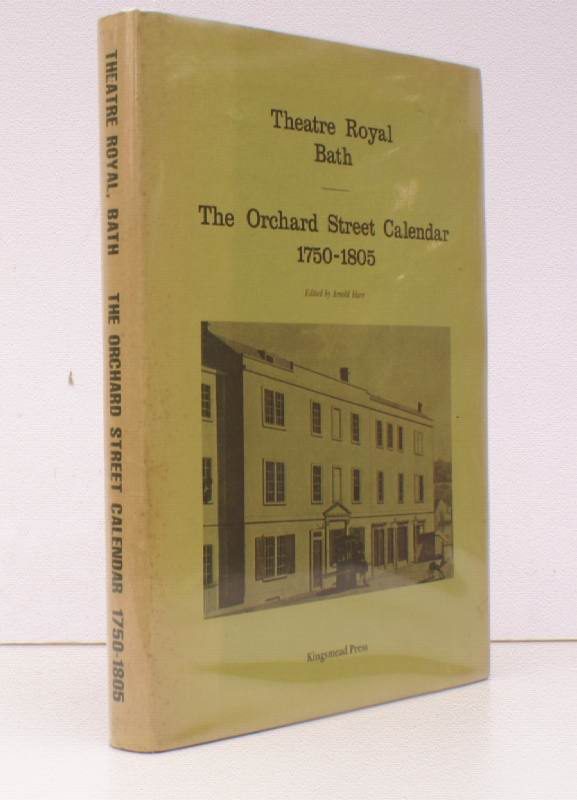 THEATRE ROYAL, BATH THE ORCHARD STREET CALENDAR 1750-1805
Theatre Royal
Bath
The Orchard Street Calendar
1750-1805
Edited by Arnold Hare
Kingsmead Press